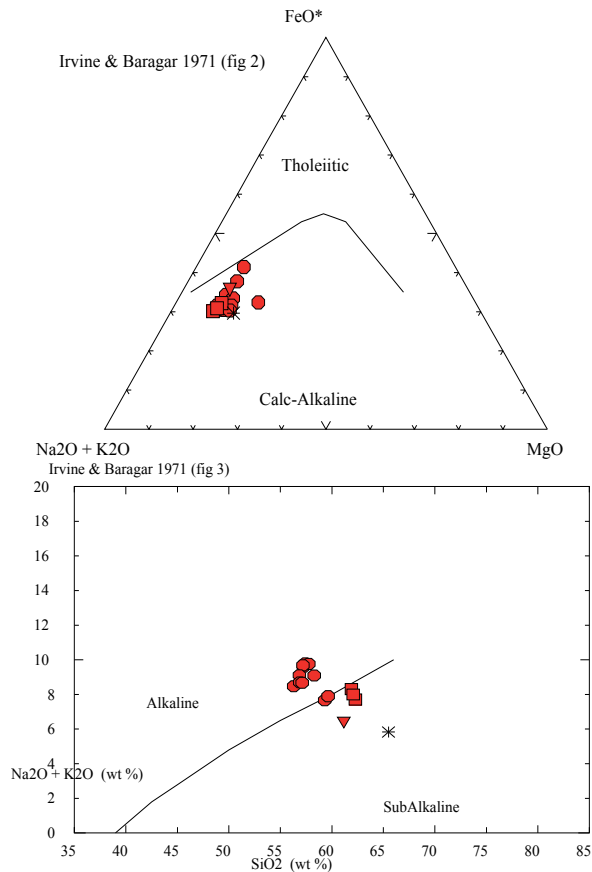 FeO*
Irvine & Baragar 1971 (fig 2)
Tholeiitic
Calc-Alkaline
Na2O + K2O
MgO
Irvine & Baragar 1971 (fig 3)
20
18
16
14
12
10
8
6
4
2
0
Alkaline
Na2O + K2O (wt %)
SubAlkaline
35 40 45 50 55 60 65 70 75 80 85
SiO2 (wt %)